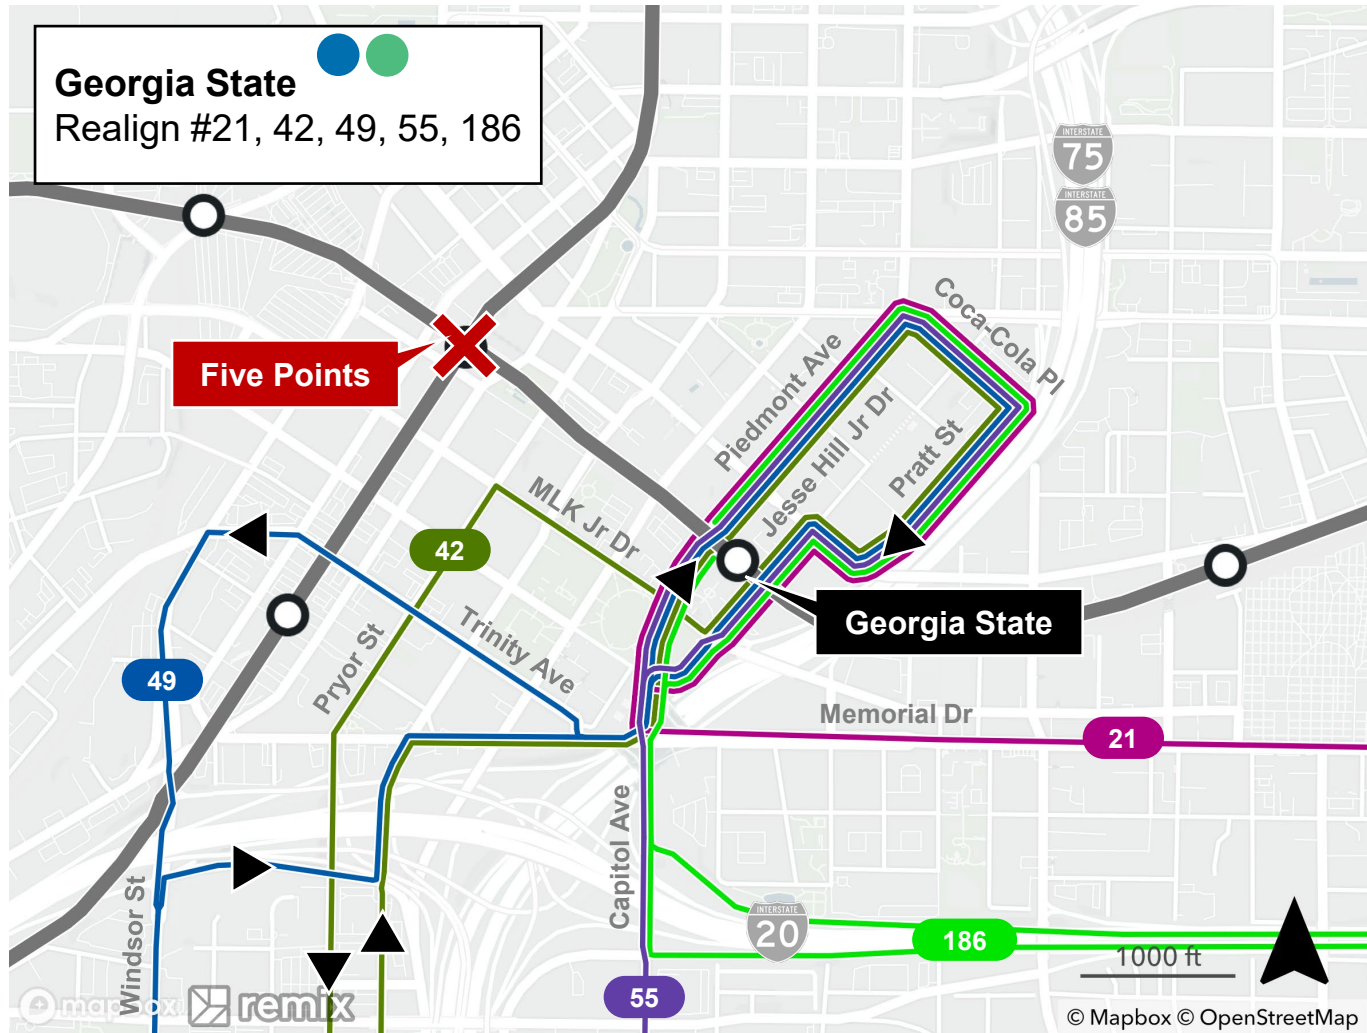 Georgia State
Realign #21, 42, 49, 55, 186
INTERSTATE
75
INTERSTATE
85
Coca-Cola Pl
Piedmont Ave
Five Points
Jesse Hill Jr Dr
Pratt St
MLK Jr Dr
42
Georgia State
Trinity Ave
Pryor St
49
Memorial Dr
21
Capitol Ave
Windsor St
INTERSTATE
20
186
1000 ft
55
mapbox
remix
© Mapbox © OpenStreetMap